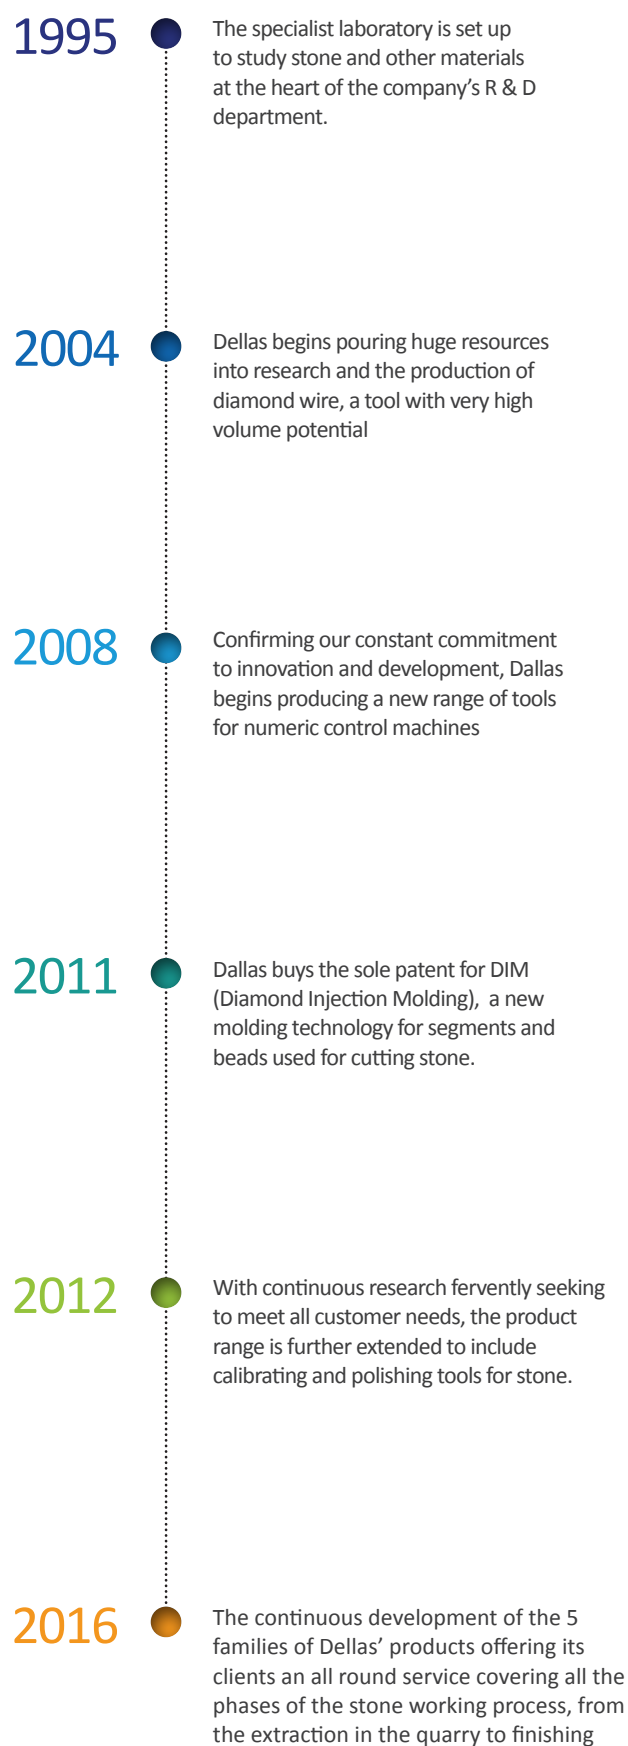 1995
The specialist laboratory is set up
to study stone and other materials
at the heart of the company’s R & D
department.
2004
Dellas begins pouring huge resources
into research and the production of
diamond wire, a tool with very high
volume potential
2008
Confirming our constant commitment
to innovation and development, Dallas
begins producing a new range of tools
for numeric control machines
2011
Dallas buys the sole patent for DIM
(Diamond Injection Molding),  a new
molding technology for segments and
beads used for cutting stone.
2012
With continuous research fervently seeking
to meet all customer needs, the product
range is further extended to include
calibrating and polishing tools for stone.
2016
The continuous development of the 5
families of Dellas’ products offering its
clients an all round service covering all the
phases of the stone working process, from
the extraction in the quarry to finishing